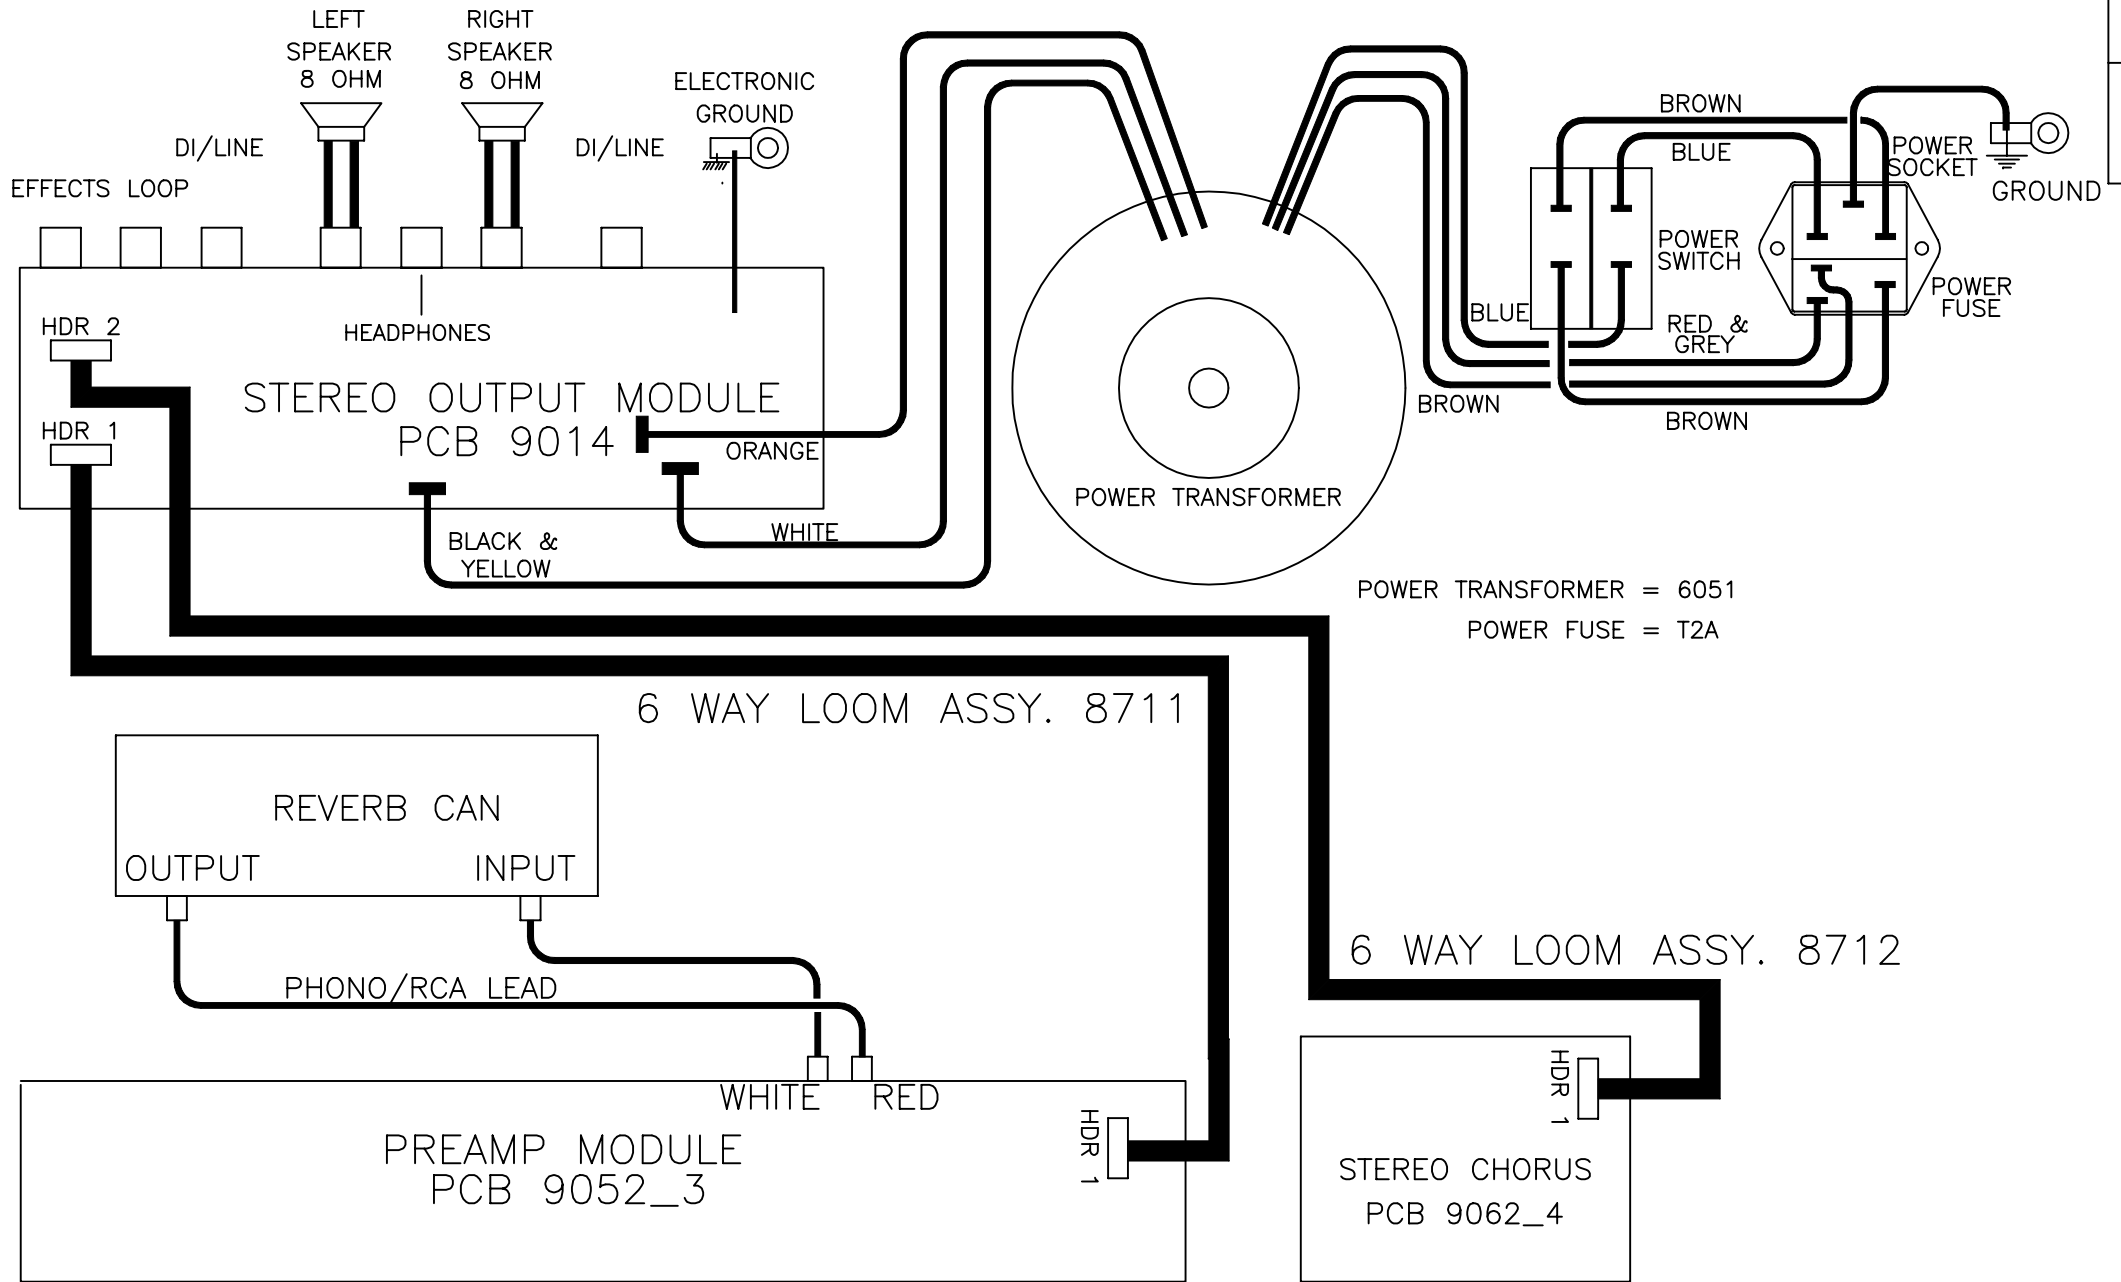 LEFT
SPEAKER
8 OHM
RIGHT
SPEAKER
8 OHM
ELECTRONIC
GROUND
DI/LINE
DI/LINE
EFFECTS LOOP
HEADPHONES
HDR 2
HDR 1
STEREO OUTPUT MODULE
PCB 9014
ORANGE
WHITE
BLACK &
YELLOW
POWER TRANSFORMER
BROWN
BLUE
POWER
SOCKET
GROUND
POWER
SWITCH
POWER
FUSE
BLUE
RED &
GREY
BROWN
BROWN
POWER TRANSFORMER = 6051
POWER FUSE = T2A
6 WAY LOOM ASSY. 8711
REVERB CAN
OUTPUT
INPUT
PHONO/RCA LEAD
6 WAY LOOM ASSY. 8712
WHITE
RED
HDR 1
PREAMP MODULE
PCB 9052_3
HDR 1
STEREO CHORUS
PCB 9062_4